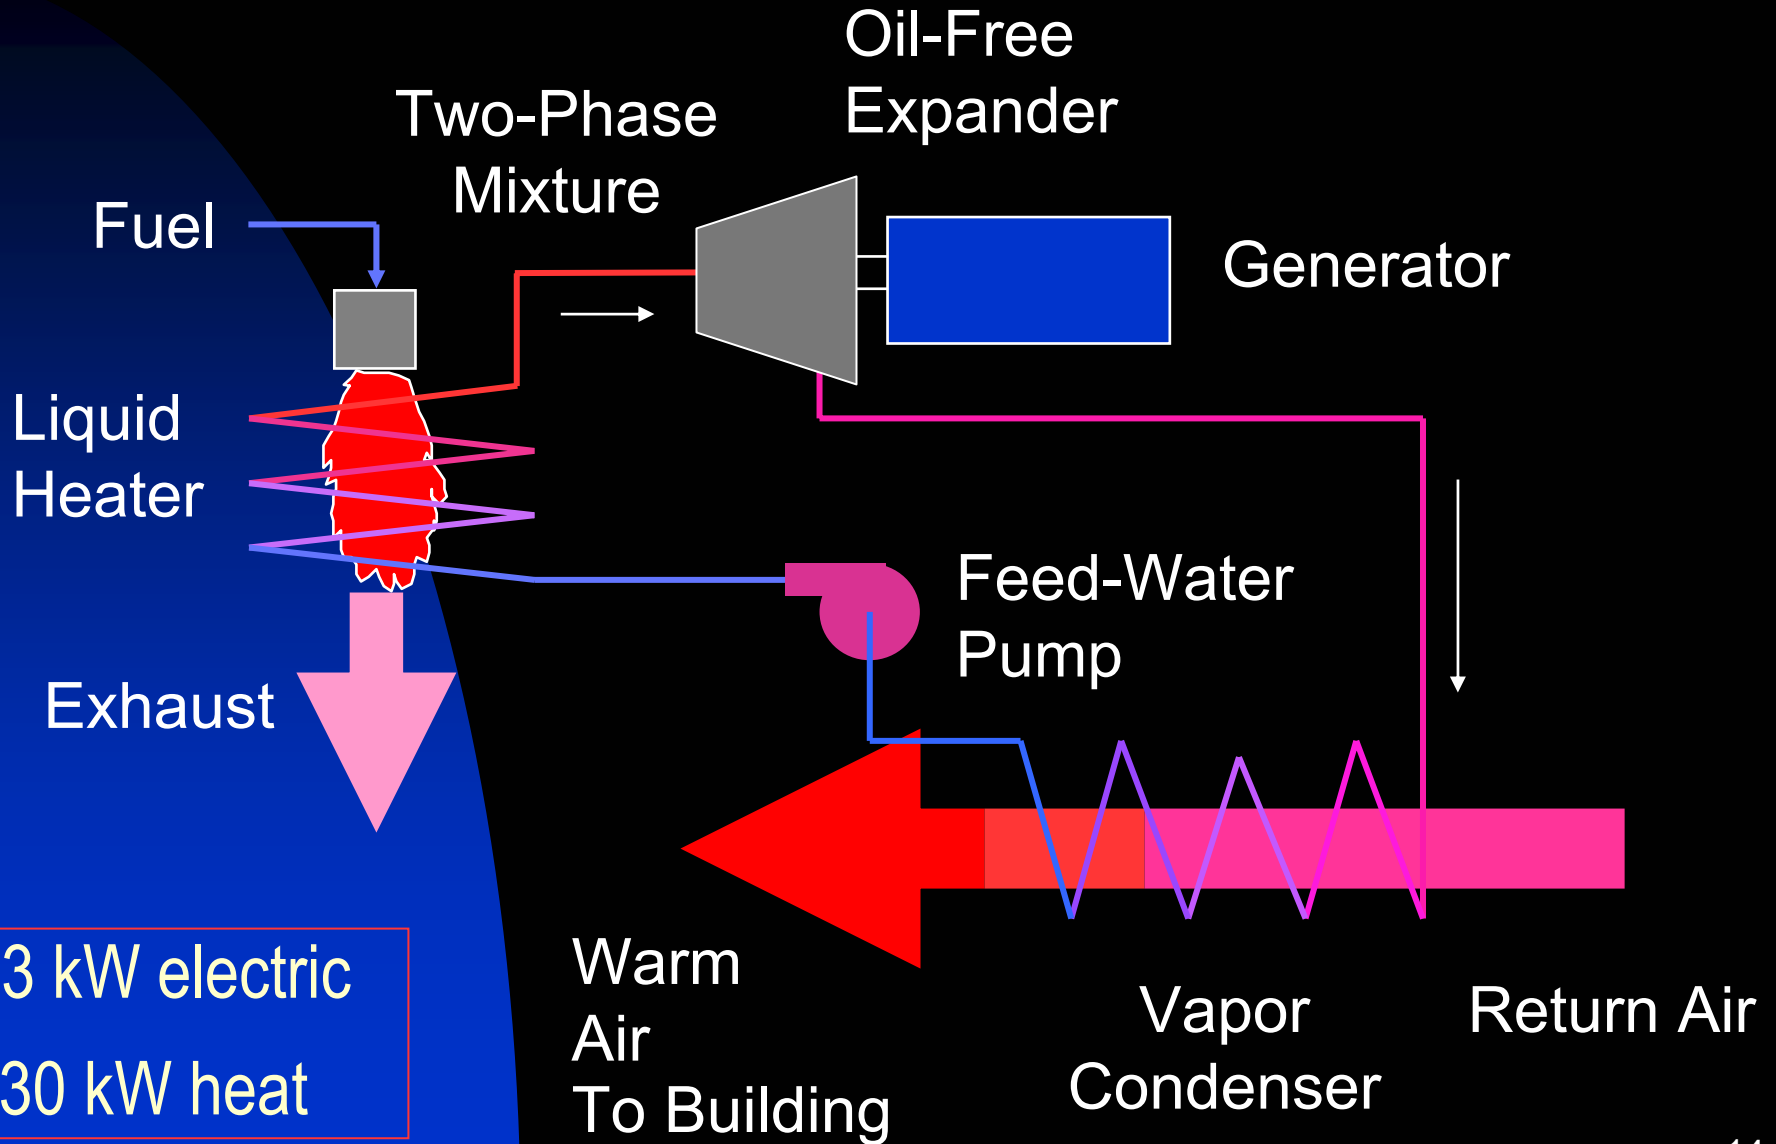 Oil-Free
Expander
Two-Phase
Mixture
Fuel
Generator
Liquid
Heater
Feed-Water
Pump
Exhaust
3 kW electric
30 kW heat
Warm
Air
To Building
Vapor
Condenser
Return Air